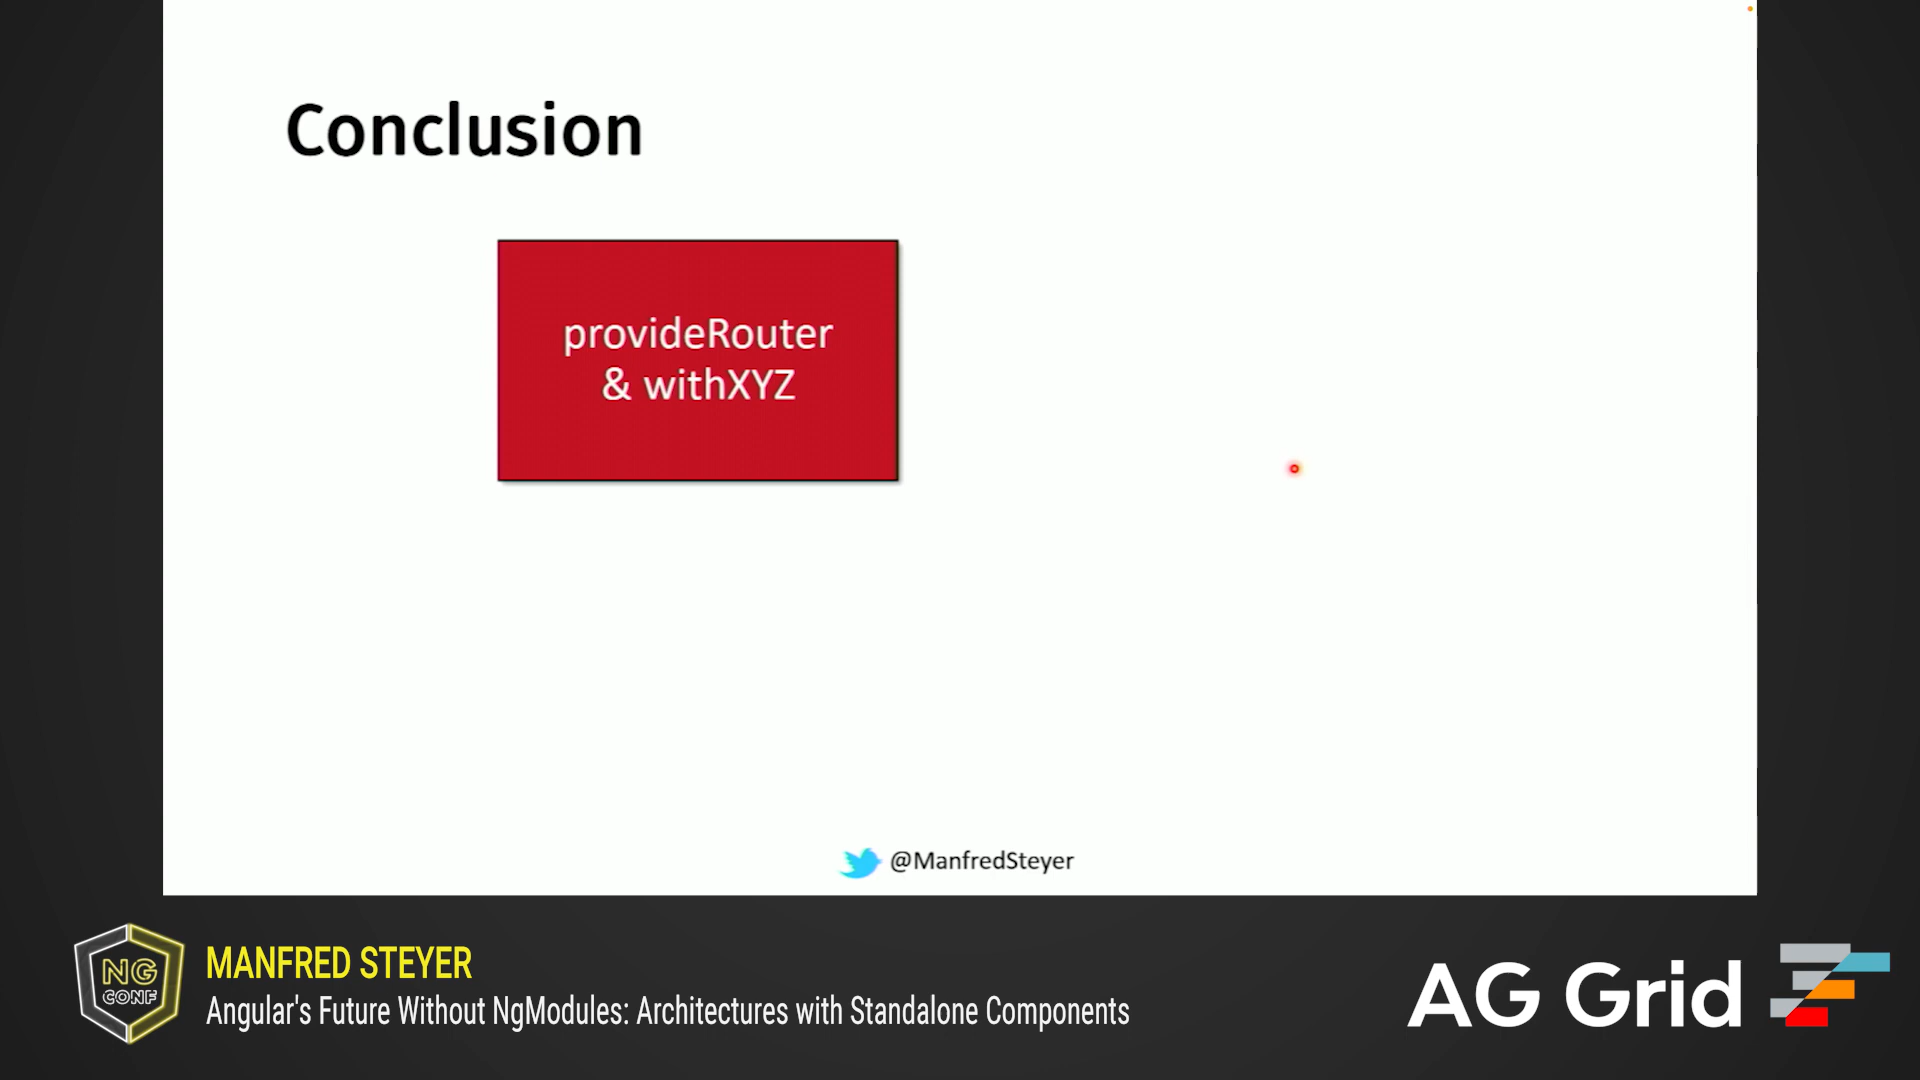 Conclusion
provideRouter
& withXYZ
@ManfredSteyer
NG
CONF
MANFRED STEYER
Angular's Future Without NgModules: Architectures with Standalone Components
AG Grid